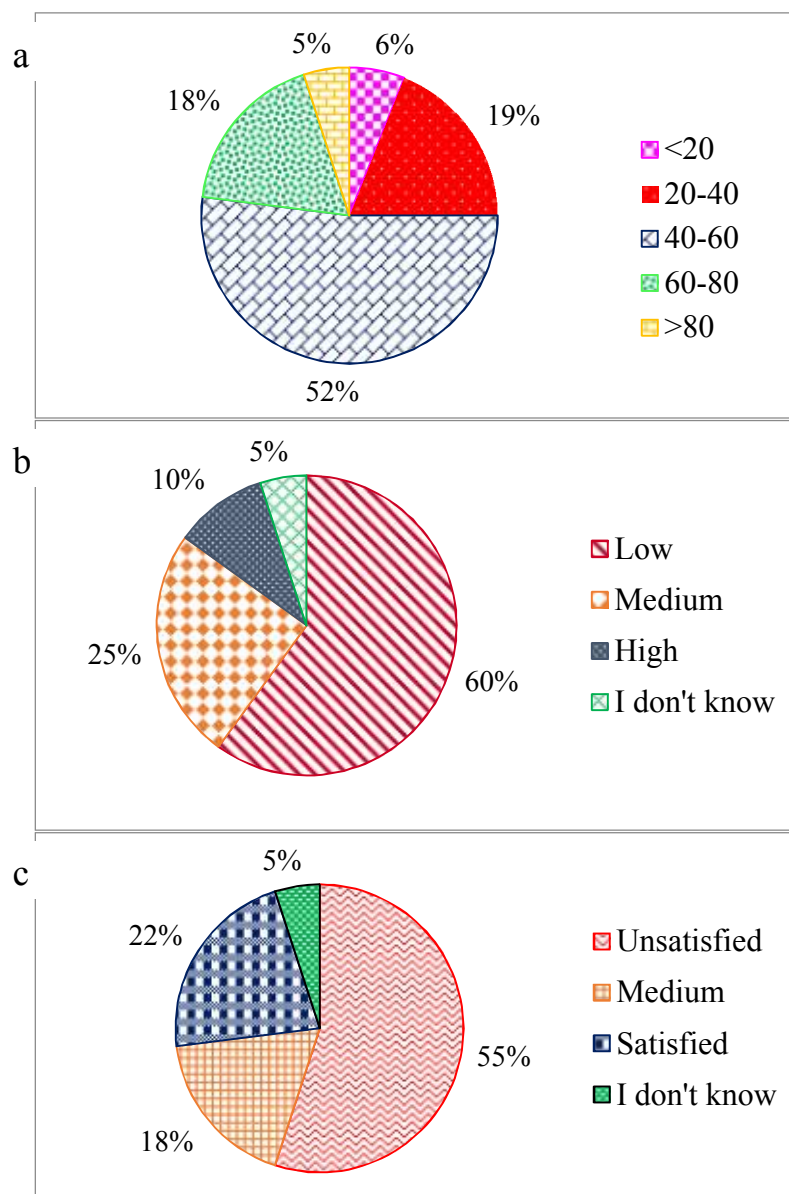 a
5%
6%
18%
19%
52%
<20
20-40
40-60
60-80
>80
b
5%
10%
25%
60%
Low
Medium
High
I don't know
c
5%
22%
55%
18%
Unsatisfied
Medium
Satisfied
I don't know